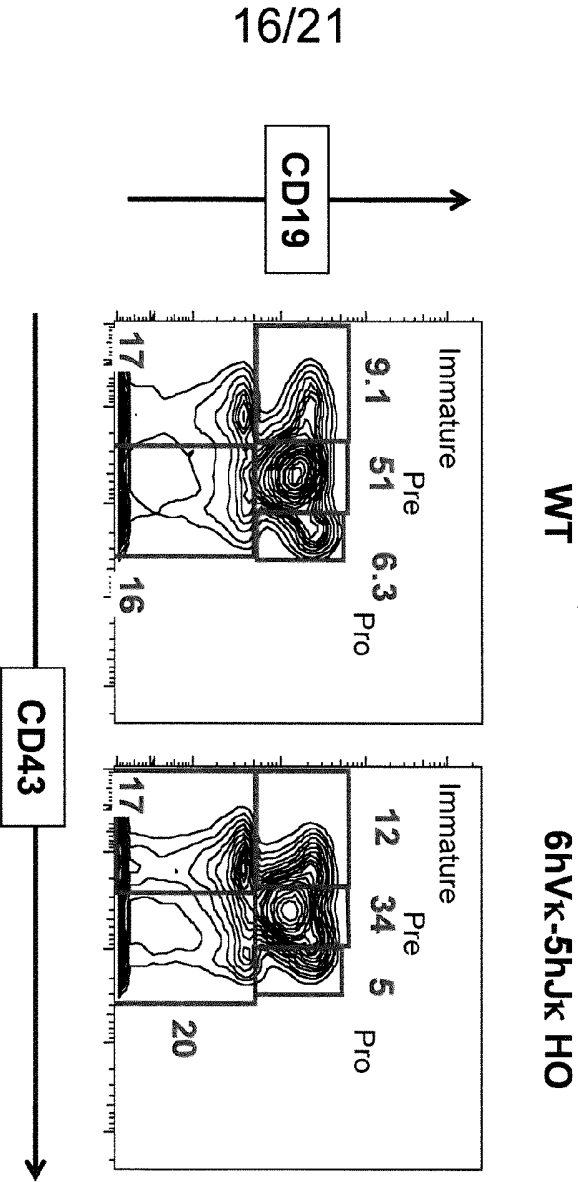 16/21
WT
6hVκ-5hJκ HO
CD19
Immature
Pre
Pro
9.1
51
6.3
17
16
Immature
Pre
Pro
12
34
5
17
20
CD43